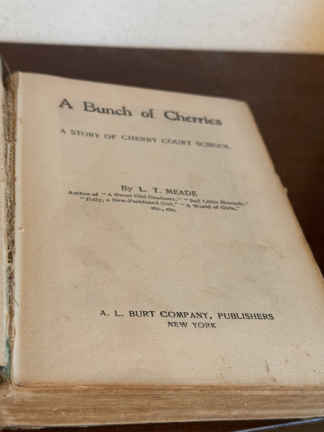 A Bunch of Cherries
A STORY OF CHERRY COURT SCHOOL
By L. T. MEADE
Author of "A Sweet Girl Graduate," "Bad Little Hannah,"
"Polly, a New-Fashioned Girl," "A World of Girls,"
etc., etc.
A. L. BURT COMPANY, PUBLISHERS
NEW YORK